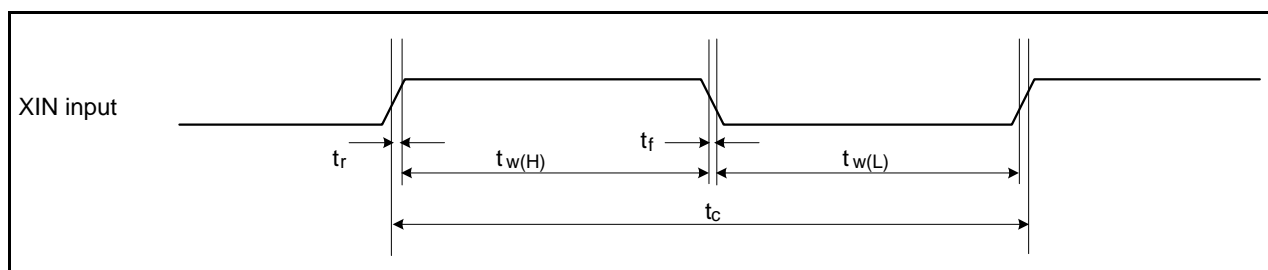 XIN input
tr
tw(H)
tf
tw(L)
tc